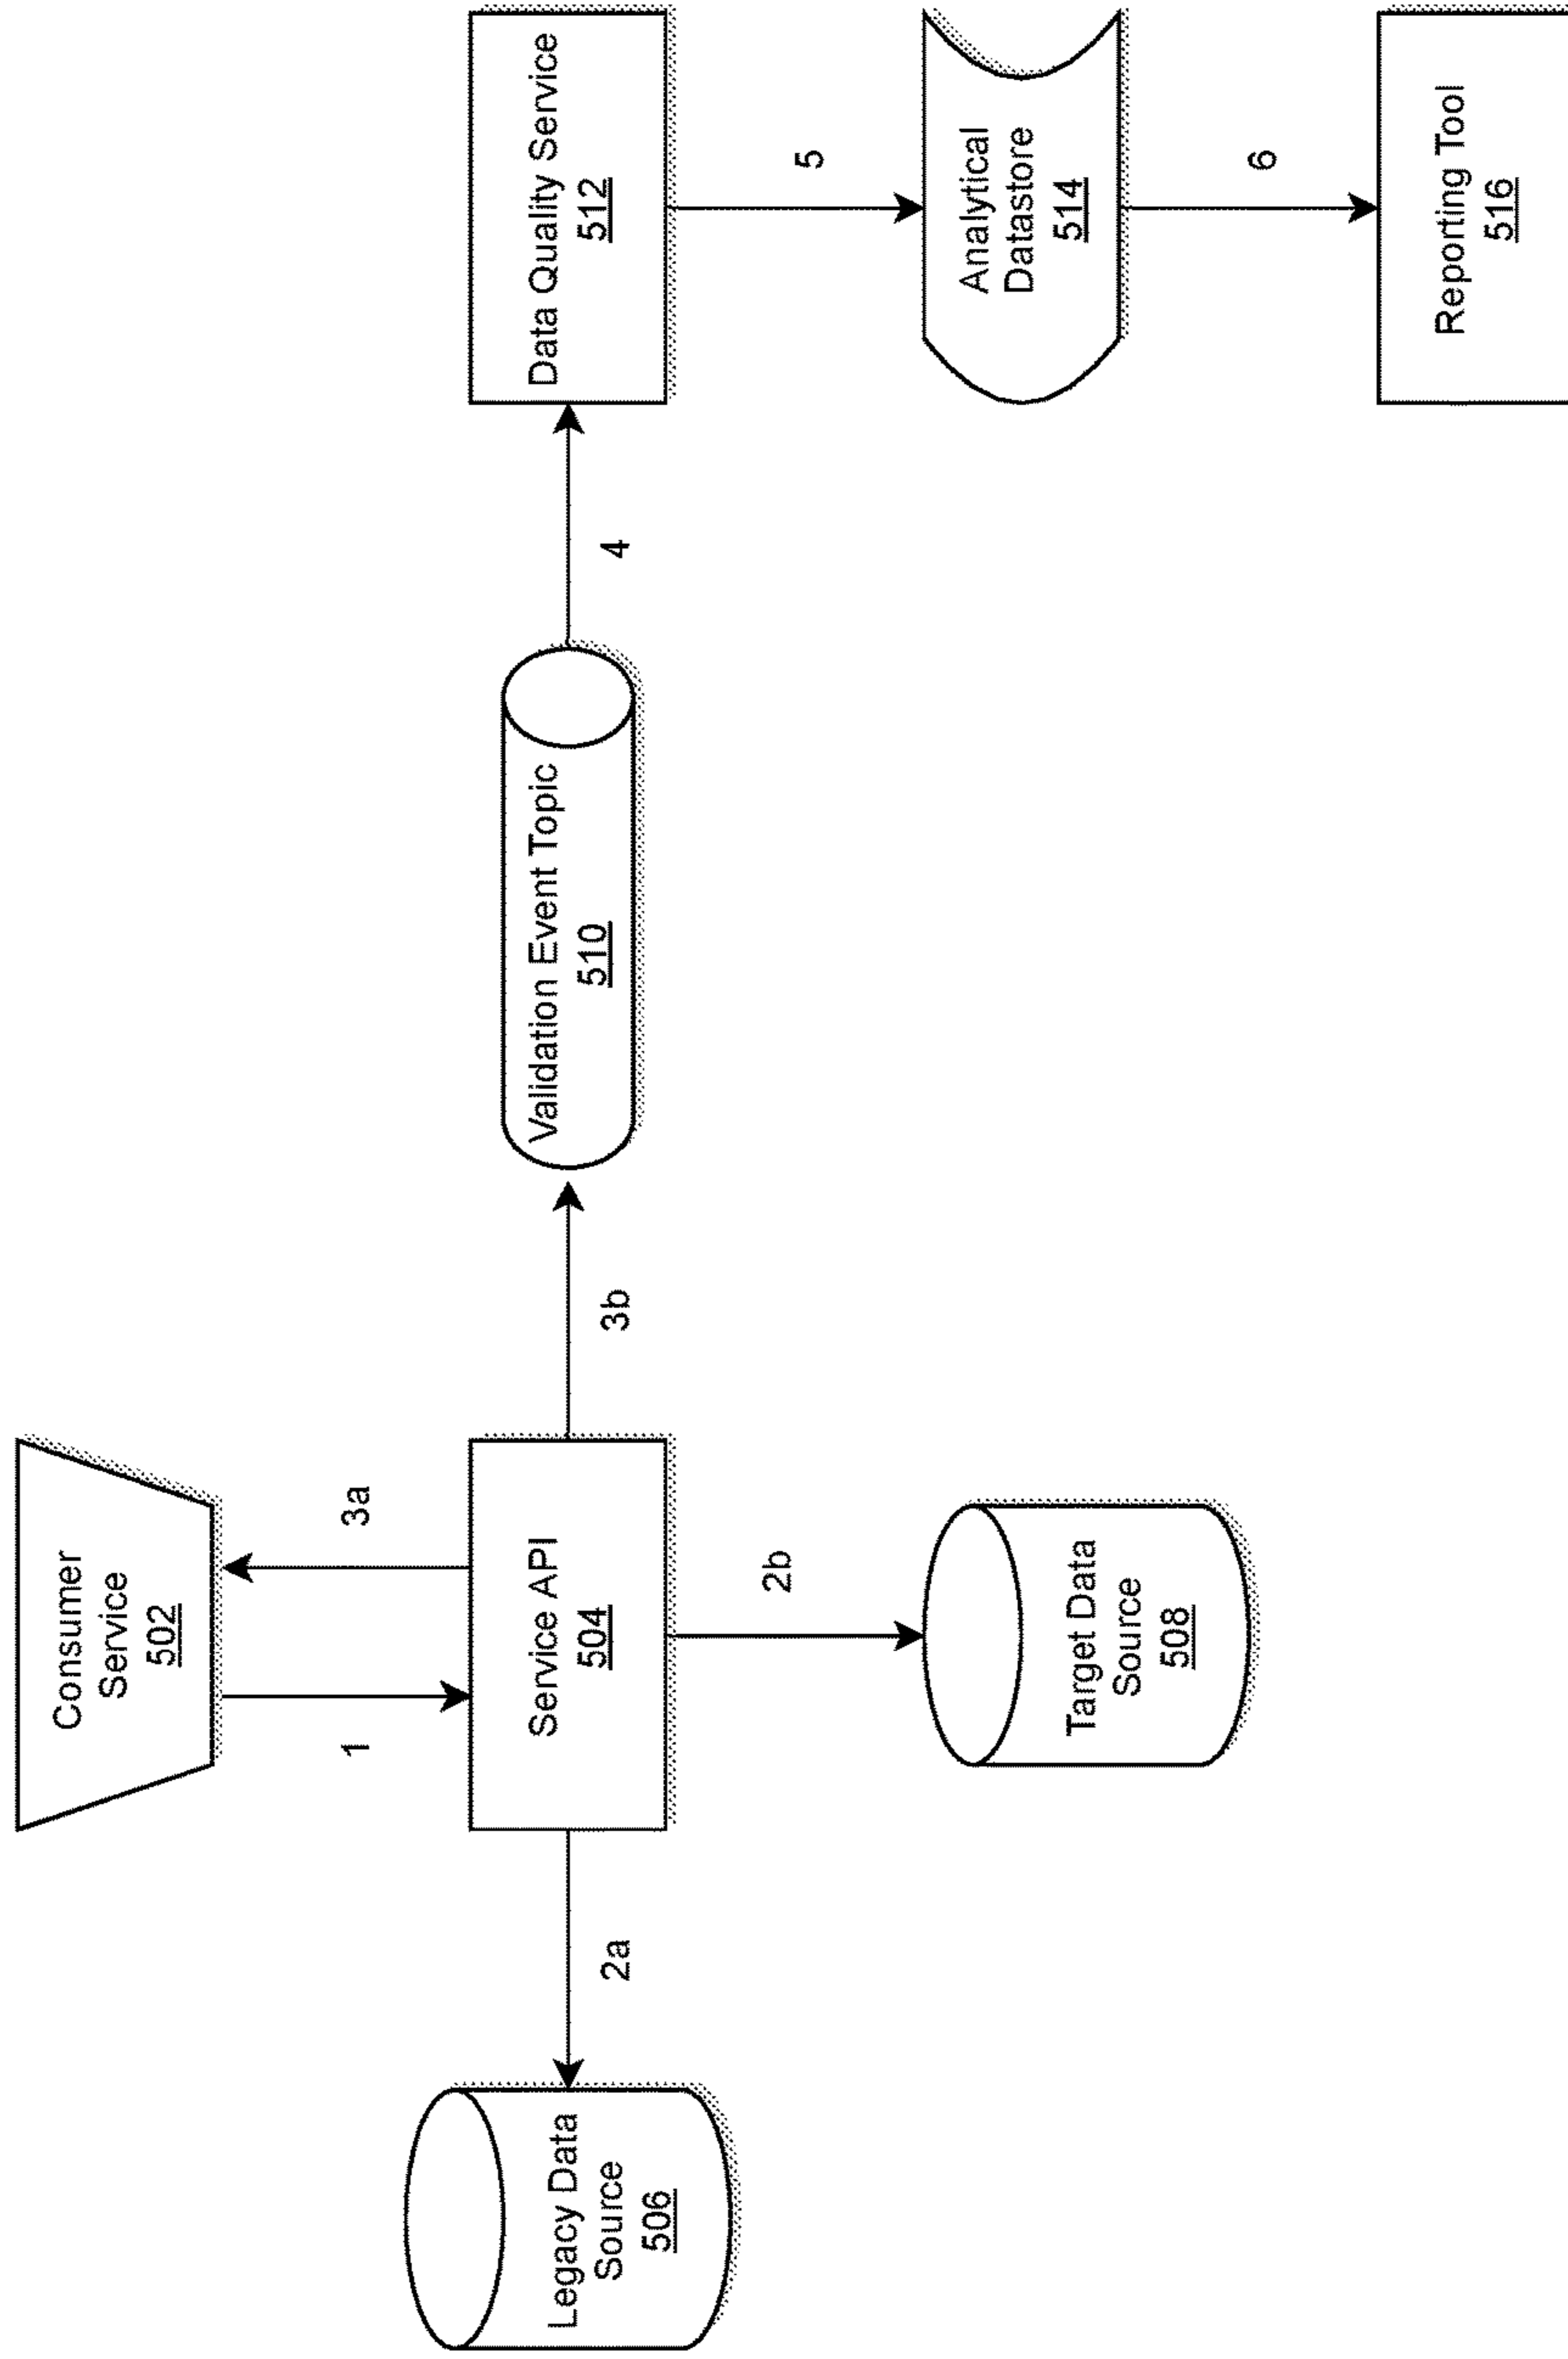 Consumer
Service
502
1
3a
Legacy Data
Source
506
2a
Service API
504
3b
Validation Event Topic
510
4
Data Quality Service
512
2b
5
Target Data
Source
508
Analytical
Datastore
514
6
Reporting Tool
516